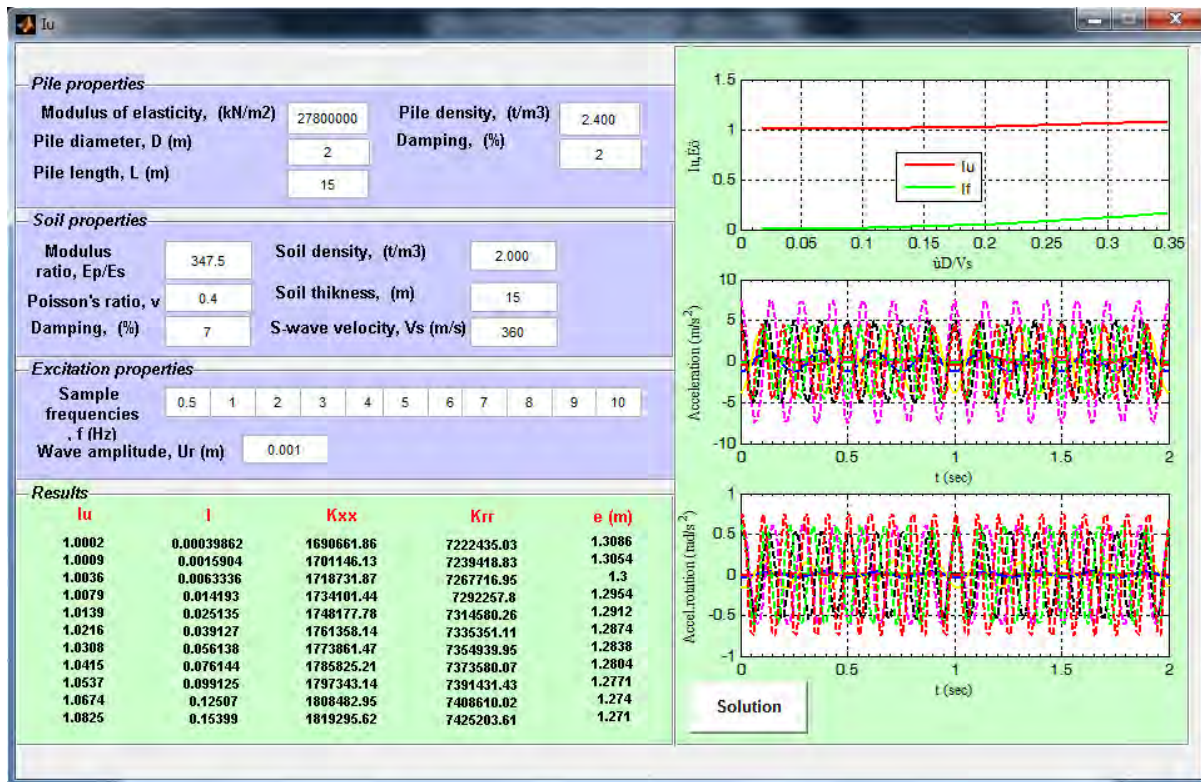 Iu
Pile properties
Modulus of elasticity, (kN/m2) 27800000 Pile density, (t/m3) 2.400
Pile diameter, D (m) 2 Damping, (%) 2
Pile length, L (m) 15
Soil properties
Modulus ratio, Ep/Es 347.5 Soil density, (t/m3) 2.000
Poisson's ratio, v 0.4 Soil thikness, (m) 15
Damping, (%) 7 S-wave velocity, Vs (m/s) 360
Excitation properties
Sample frequencies , f (Hz) 0.5 1 2 3 4 5 6 7 8 9 10
Wave amplitude, Ur (m) 0.001
Results
Iu I Kxx Krr e (m)
1.0002 0.00039862 1690661.86 7222435.03 1.3086
1.0009 0.0015904 1701146.13 7239418.83 1.3054
1.0036 0.0063336 1718731.87 7267716.95 1.3
1.0079 0.014193 1734101.44 7292257.8 1.2954
1.0139 0.025135 1748177.78 7314580.26 1.2912
1.0216 0.039127 1761358.14 7335351.11 1.2874
1.0308 0.056138 1773861.47 7354939.95 1.2838
1.0415 0.076144 1785825.21 7373580.07 1.2804
1.0537 0.099125 1797343.14 7391431.43 1.2771
1.0674 0.12507 1808482.95 7408610.02 1.274
1.0825 0.15399 1819295.62 7425203.61 1.271
1.5
1
0.5
0
Iu,Éö
Iu
If
0 0.05 0.1 0.15 0.2 0.25 0.3 0.35
ùD/Vs
10
5
0
-5
-10
Acceleration (m/s²)
0 0.5 1 1.5 2
t (sec)
1
0.5
0
-0.5
-1
Accel.rotation (rad/s²)
0 0.5 1 1.5 2
t (sec)
Solution